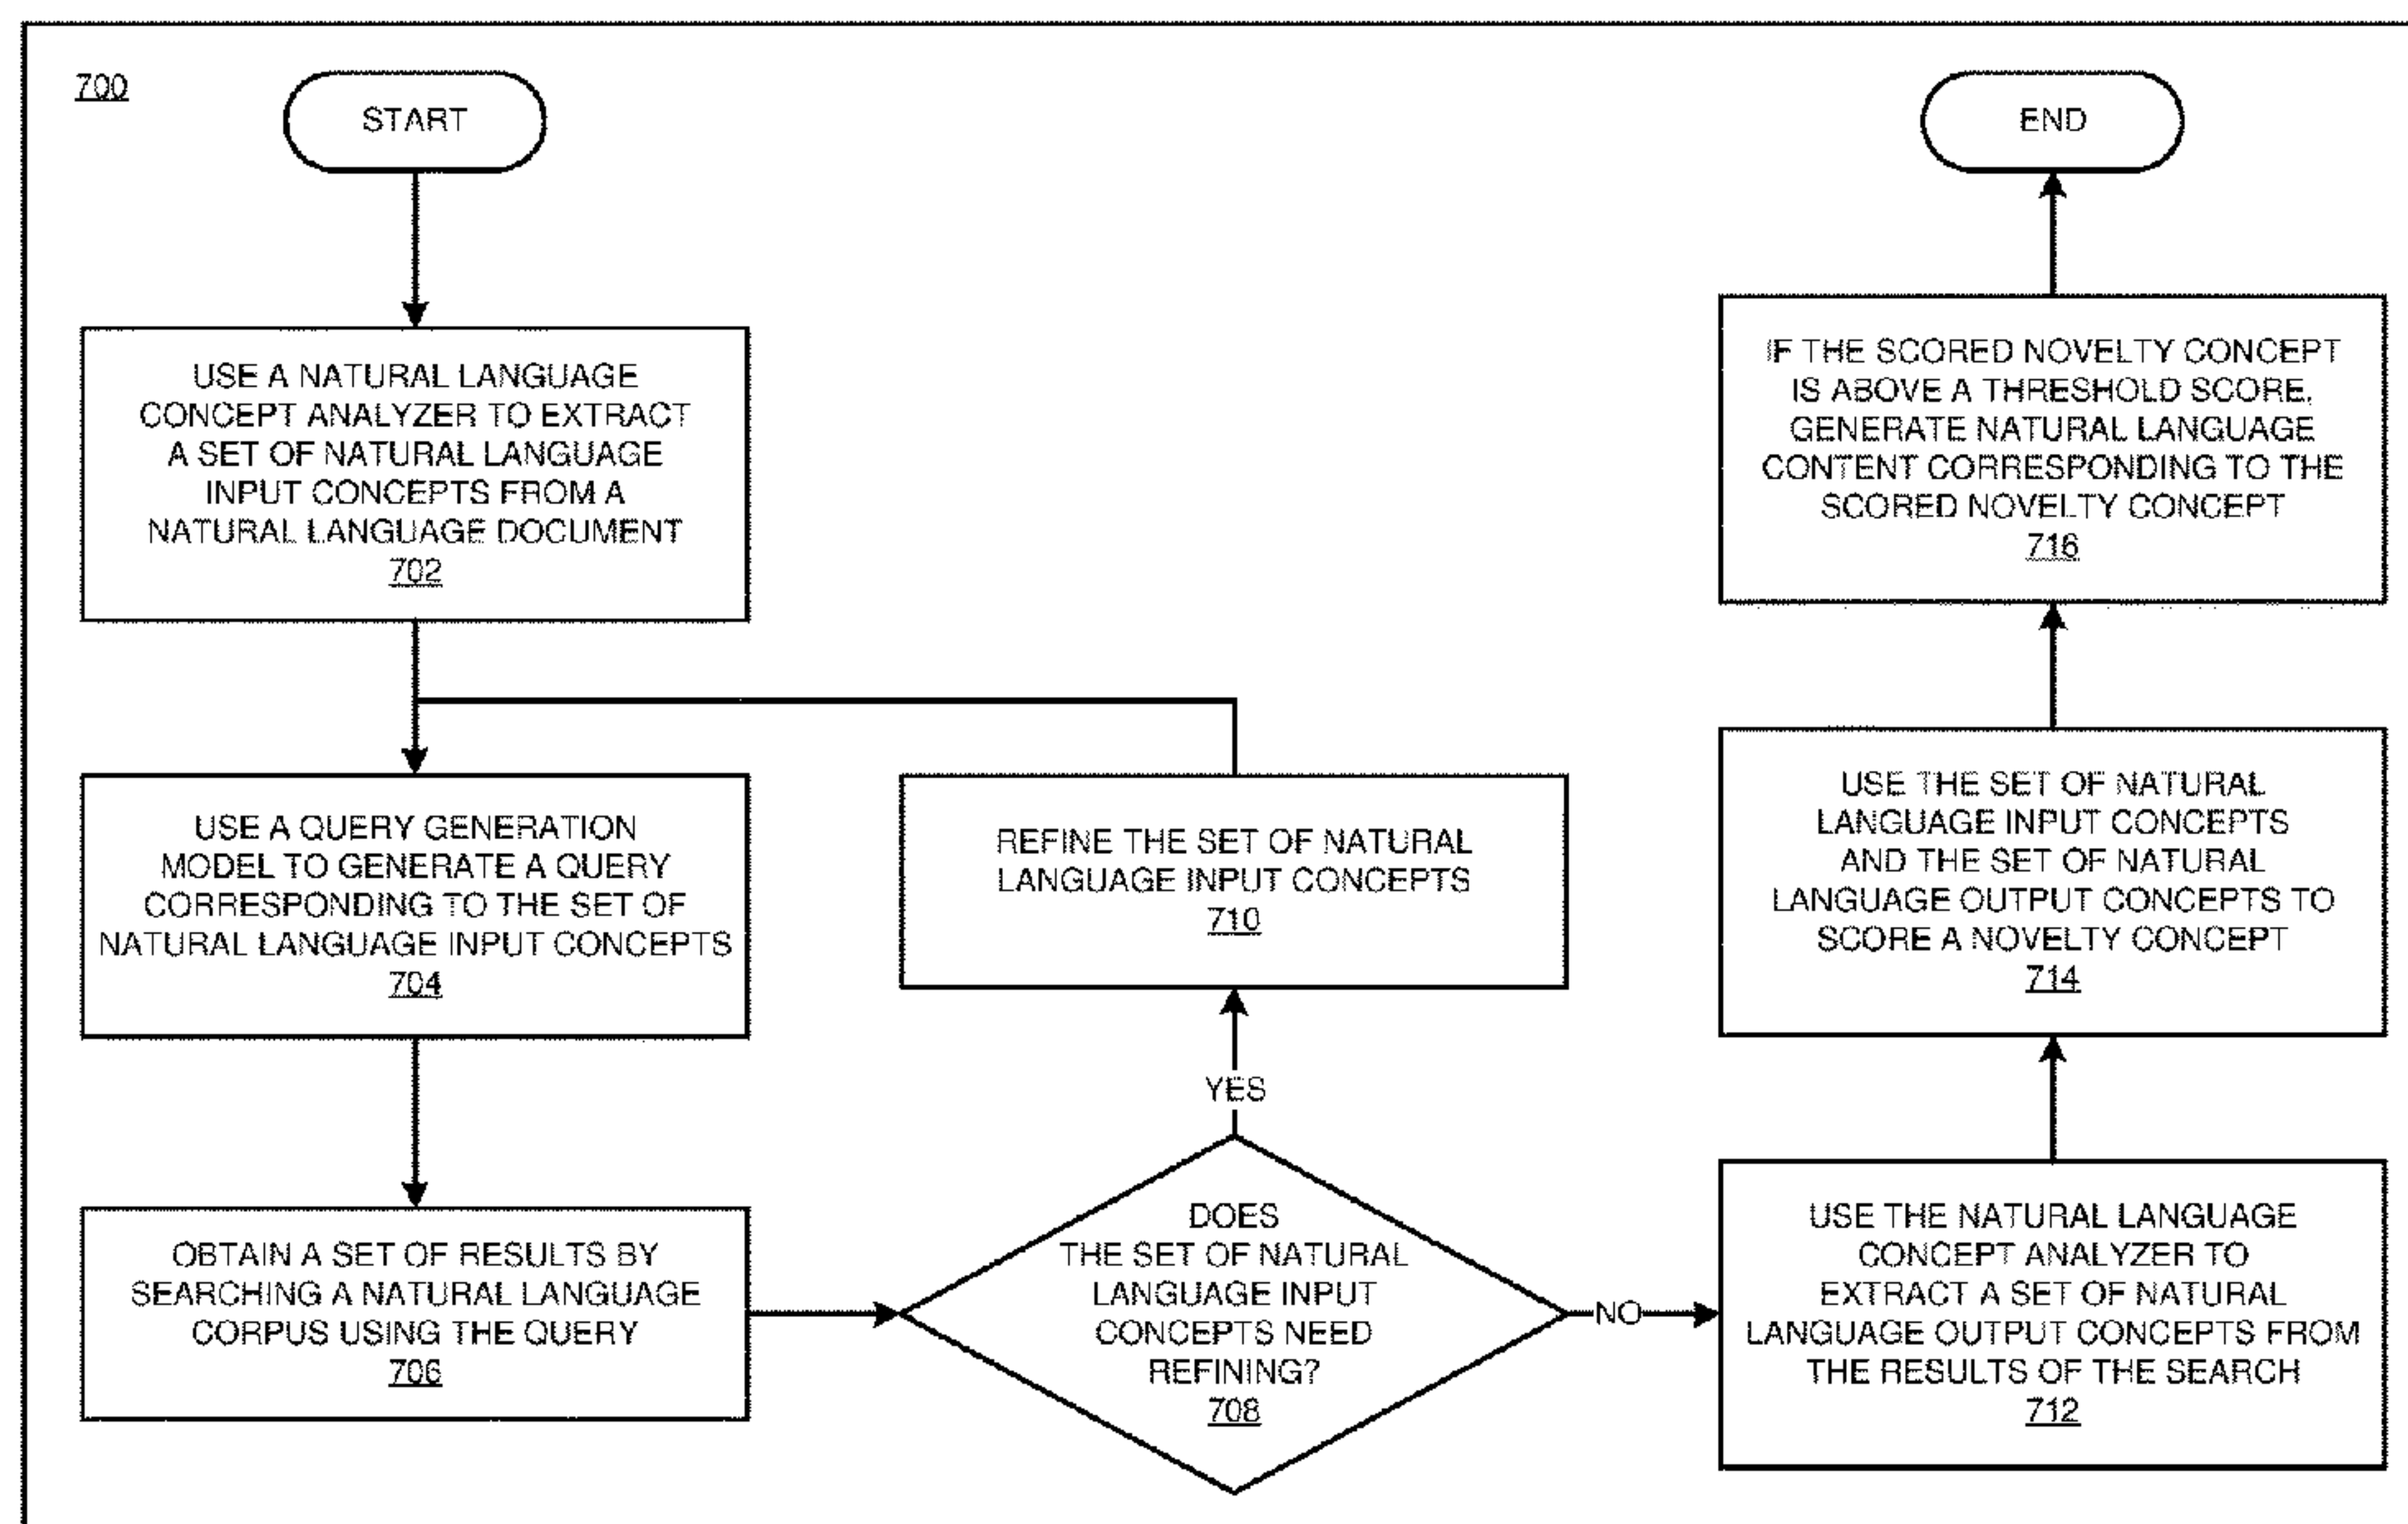 700
START
USE A NATURAL LANGUAGE
CONCEPT ANALYZER TO EXTRACT
A SET OF NATURAL LANGUAGE
INPUT CONCEPTS FROM A
NATURAL LANGUAGE DOCUMENT
702
USE A QUERY GENERATION
MODEL TO GENERATE A QUERY
CORRESPONDING TO THE SET OF
NATURAL LANGUAGE INPUT CONCEPTS
704
OBTAIN A SET OF RESULTS BY
SEARCHING A NATURAL LANGUAGE
CORPUS USING THE QUERY
706
DOES
THE SET OF NATURAL
LANGUAGE INPUT
CONCEPTS NEED
REFINING?
708
YES
REFINE THE SET OF NATURAL
LANGUAGE INPUT CONCEPTS
710
NO
USE THE NATURAL LANGUAGE
CONCEPT ANALYZER TO
EXTRACT A SET OF NATURAL
LANGUAGE OUTPUT CONCEPTS FROM
THE RESULTS OF THE SEARCH
712
USE THE SET OF NATURAL
LANGUAGE INPUT CONCEPTS
AND THE SET OF NATURAL
LANGUAGE OUTPUT CONCEPTS TO
SCORE A NOVELTY CONCEPT
714
IF THE SCORED NOVELTY CONCEPT
IS ABOVE A THRESHOLD SCORE,
GENERATE NATURAL LANGUAGE
CONTENT CORRESPONDING TO THE
SCORED NOVELTY CONCEPT
716
END